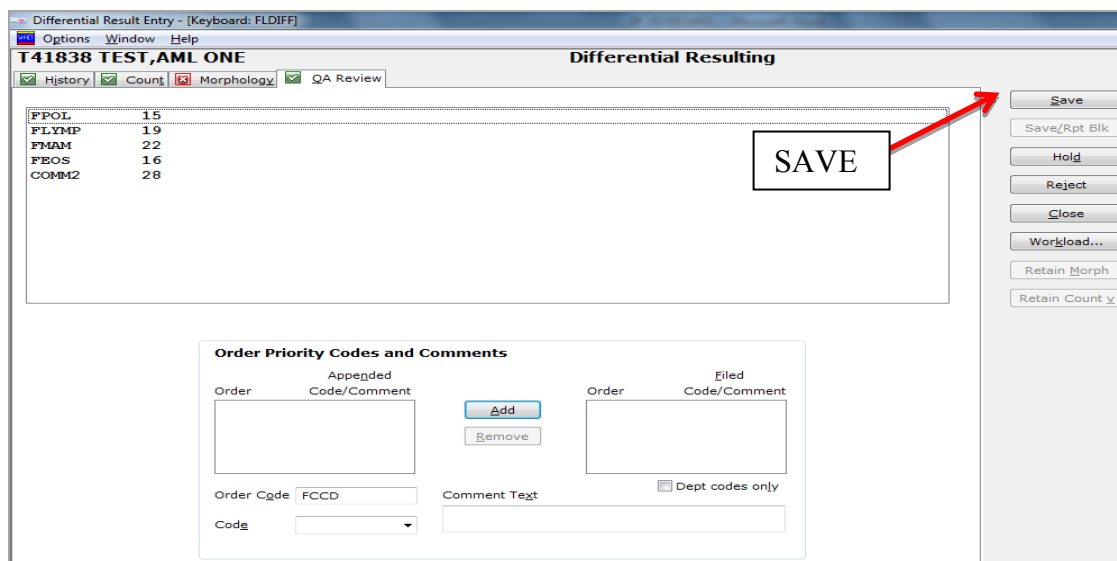 Differential Result Entry - [Keyboard: FLDIFF]
Options Window Help
T41838 TEST,AML ONE Differential Resulting
History Count Morphology QA Review
FPOL 15
FLYMP 19
FMAM 22
FEOS 16
COMM2 28
SAVE
Save
Save/Rpt Blk
Hold
Reject
Close
Workload...
Retain Morph
Retain Count v
Order Priority Codes and Comments
Appended Filed
Order Code/Comment Order Code/Comment
Add
Remove
Dept codes only
Order Code FCCD Comment Text
Code